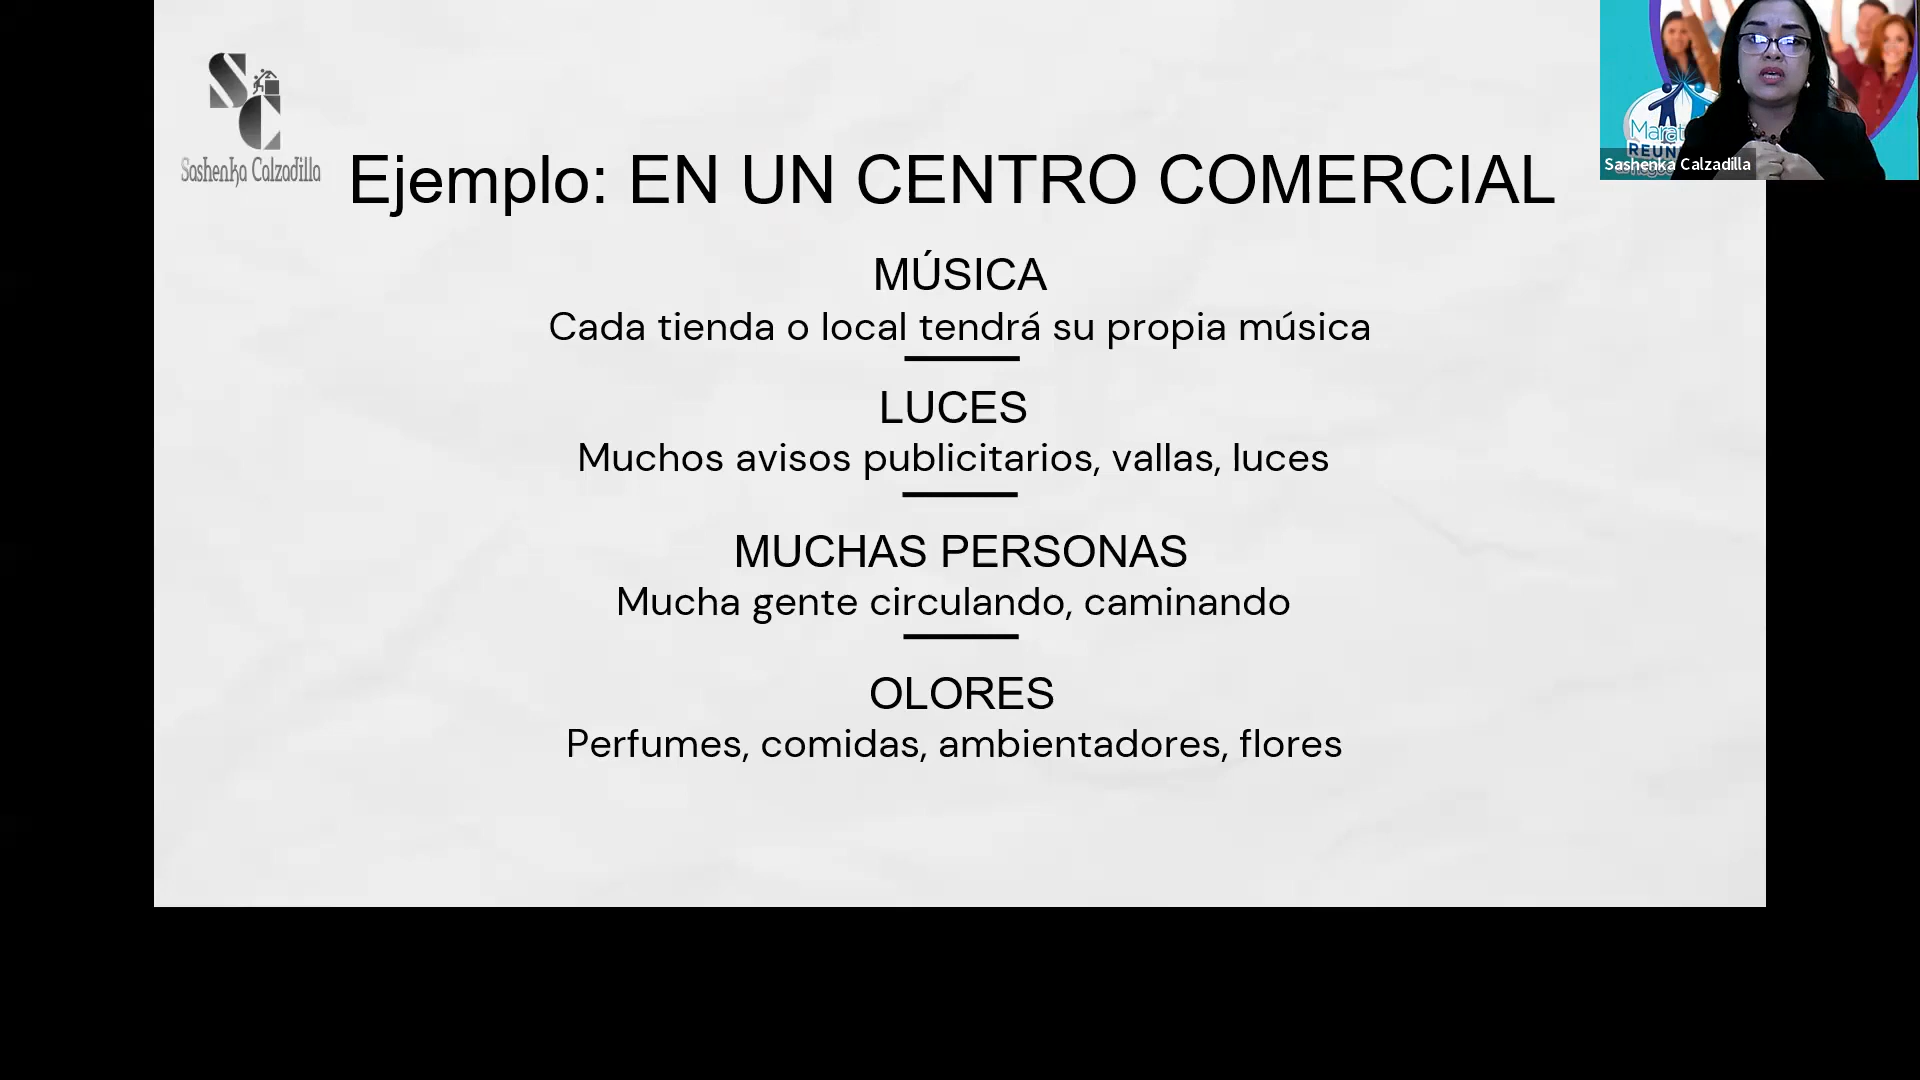 SC
Sashenka Calzadilla
Ejemplo: EN UN CENTRO COMERCIAL
MÚSICA
Cada tienda o local tendrá su propia música
LUCES
Muchos avisos publicitarios, vallas, luces
MUCHAS PERSONAS
Mucha gente circulando, caminando
OLORES
Perfumes, comidas, ambientadores, flores
Sashenka Calzadilla